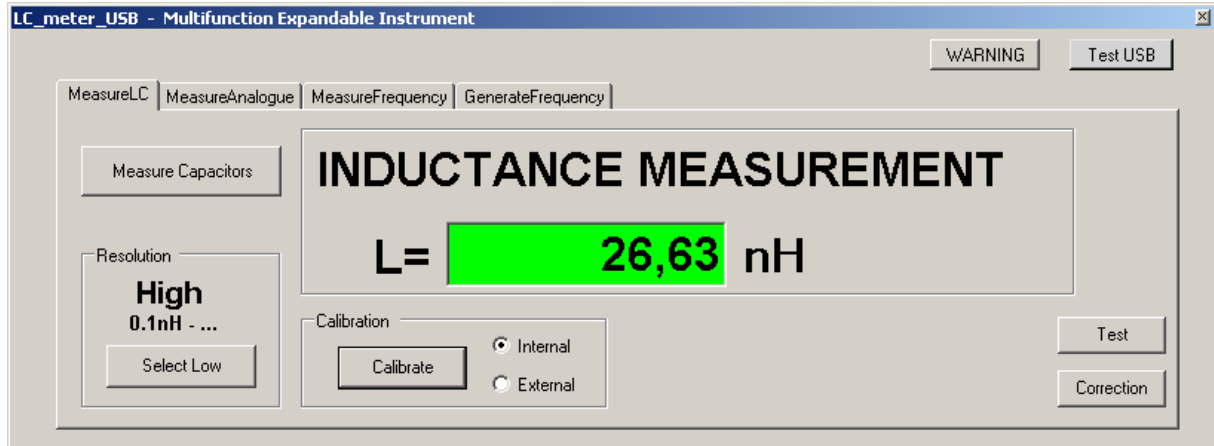 LC_meter_USB - Multifunction Expandable Instrument
WARNING
Test USB
MeasureLC
MeasureAnalogue
MeasureFrequency
GenerateFrequency
Measure Capacitors
INDUCTANCE MEASUREMENT
L= 26,63 nH
Resolution
High
0.1nH - ...
Select Low
Calibration
Calibrate
Internal
External
Test
Correction